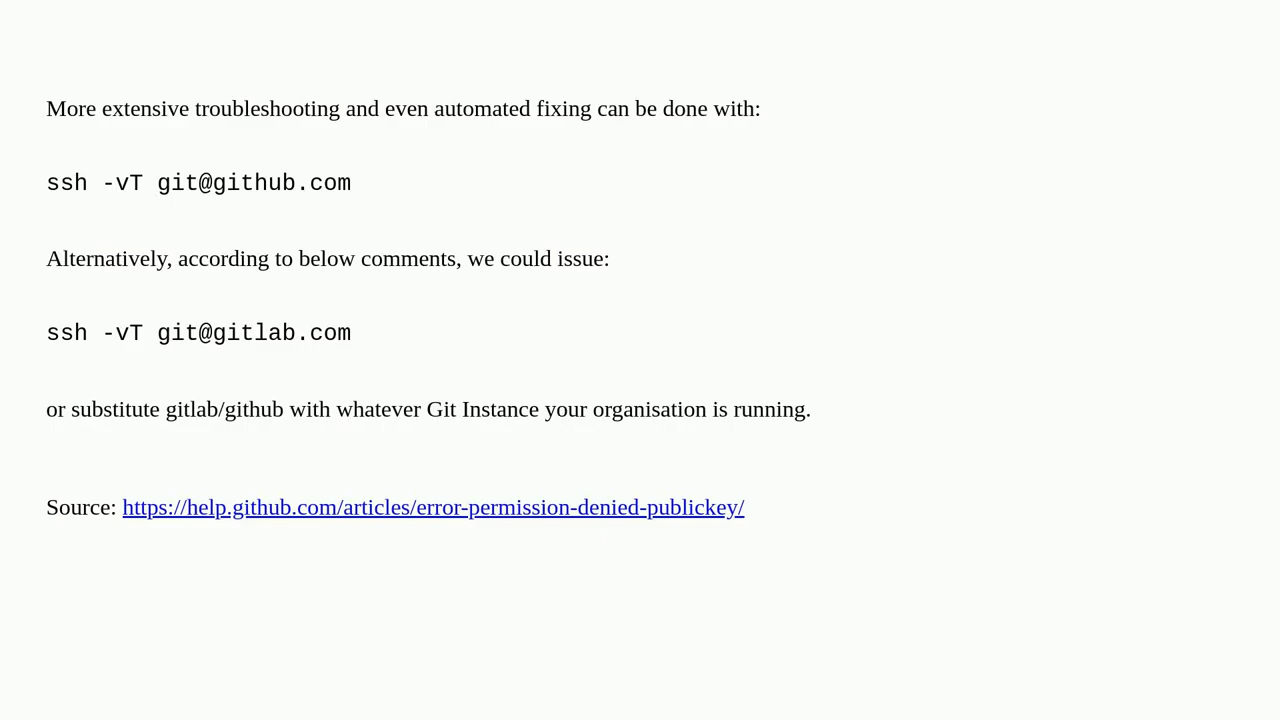 More extensive troubleshooting and even automated fixing can be done with:
ssh -vT git@github.com
Alternatively, according to below comments, we could issue:
ssh -vT git@gitlab.com
or substitute gitlab/github with whatever Git Instance your organisation is running.
Source: https://help.github.com/articles/error-permission-denied-publickey/